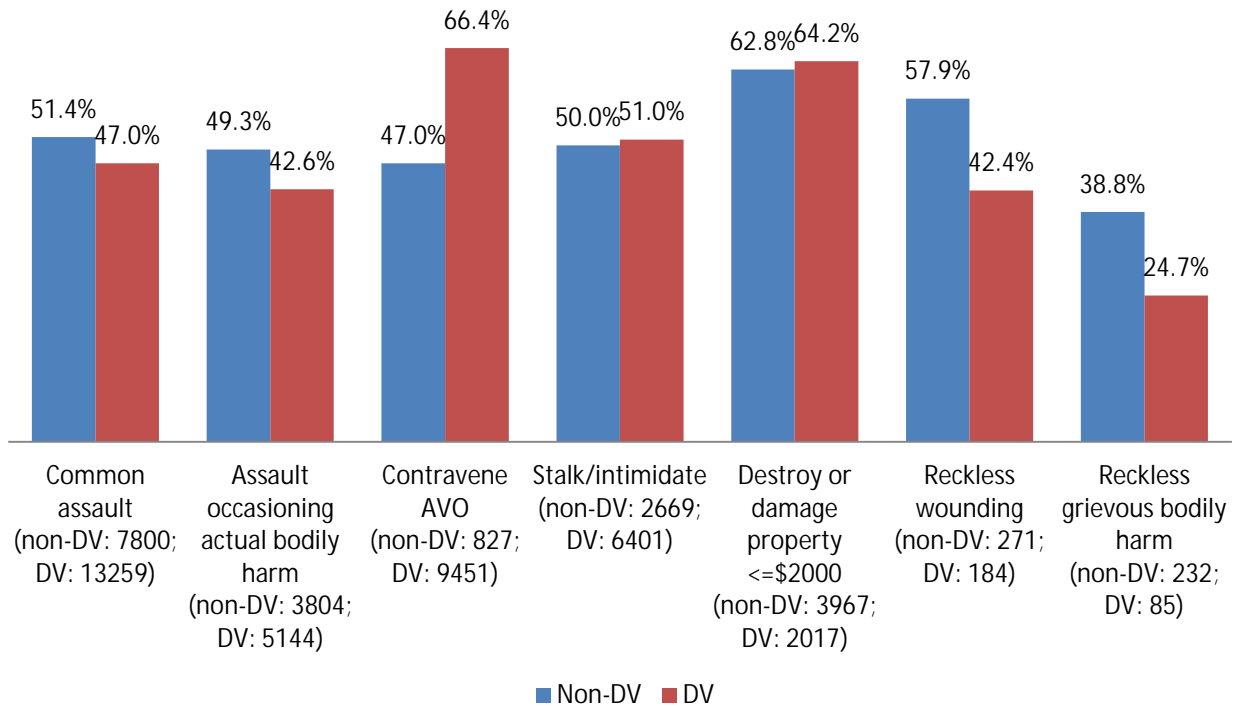 51.4%
47.0%
49.3%
42.6%
47.0%
66.4%
50.0%
51.0%
62.8%
64.2%
57.9%
42.4%
38.8%
24.7%
Common
assault
(non-DV: 7800;
DV: 13259)
Assault
occasioning
actual bodily
harm
(non-DV: 3804;
DV: 5144)
Contravene
AVO
(non-DV: 827;
DV: 9451)
Stalk/intimidate
(non-DV: 2669;
DV: 6401)
Destroy or
damage
property
<=$2000
(non-DV: 3967;
DV: 2017)
Reckless
wounding
(non-DV: 271;
DV: 184)
Reckless
grievous bodily
harm
(non-DV: 232;
DV: 85)
Non-DV
DV